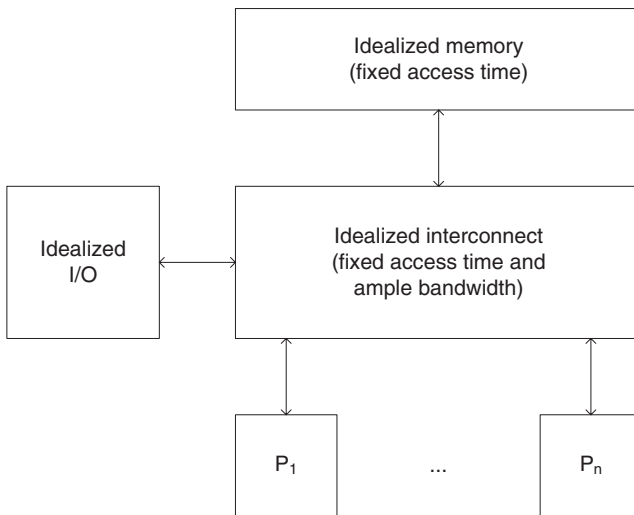 Idealized memory
(fixed access time)
Idealized
I/O
Idealized interconnect
(fixed access time and
ample bandwidth)
P1
...
Pn